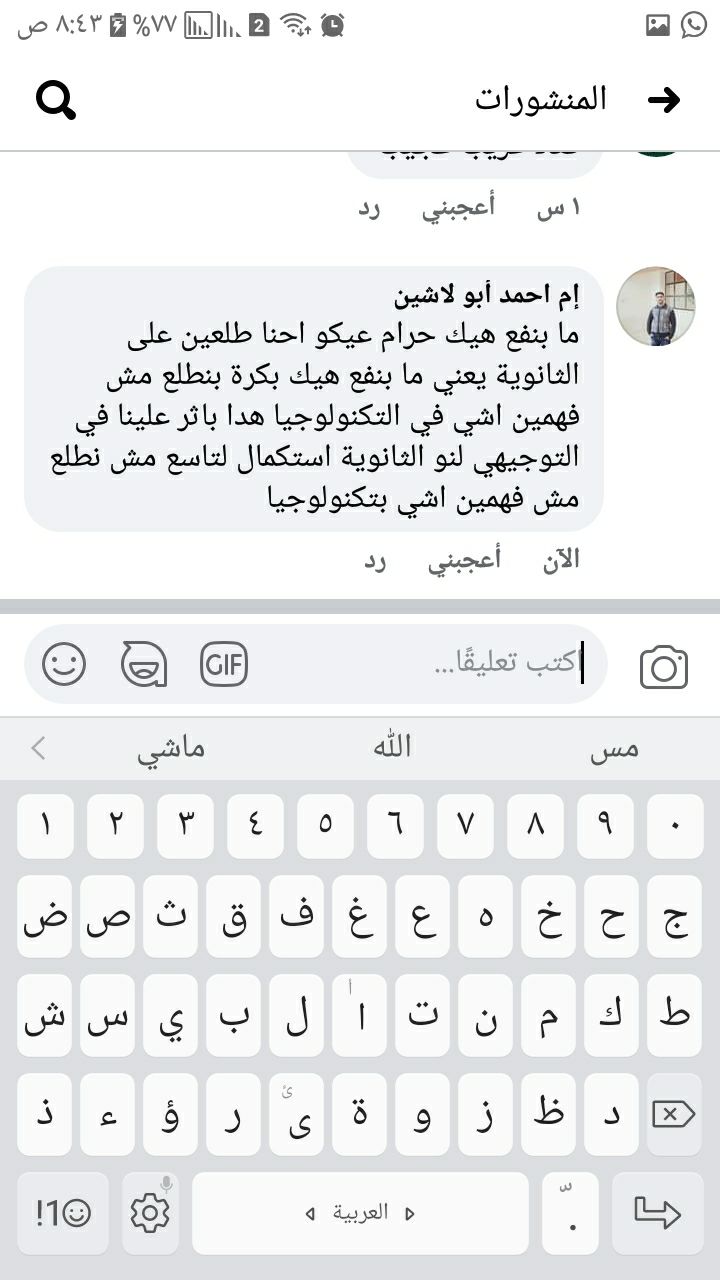 ٨:٤٣ ص ٧٧% 2
المنشورات
١ س أعجبني رد
إم احمد أبو لاشين
ما بنفع هيك حرام عيكو احنا طلعين على
الثانوية يعني ما بنفع هيك بكرة بنطلع مش
فهمين اشي في التكنولوجيا هدا باثر علينا في
التوجيهي لنو الثانوية استكمال لتاسع مش نطلع
مش فهمين اشي بتكنولوجيا
الآن أعجبني رد
اكتب تعليقًا...
GIF
مس الله ماشي
١ ٢ ٣ ٤ ٥ ٦ ٧ ٨ ٩ ٠
ض ص ث ق ف غ ع ه خ ح ج
ش س ي ب ل ا أ ت ن م ك ط
ذ ء ؤ ر ى ئ ة و ز ظ د
!1☺ العربية .